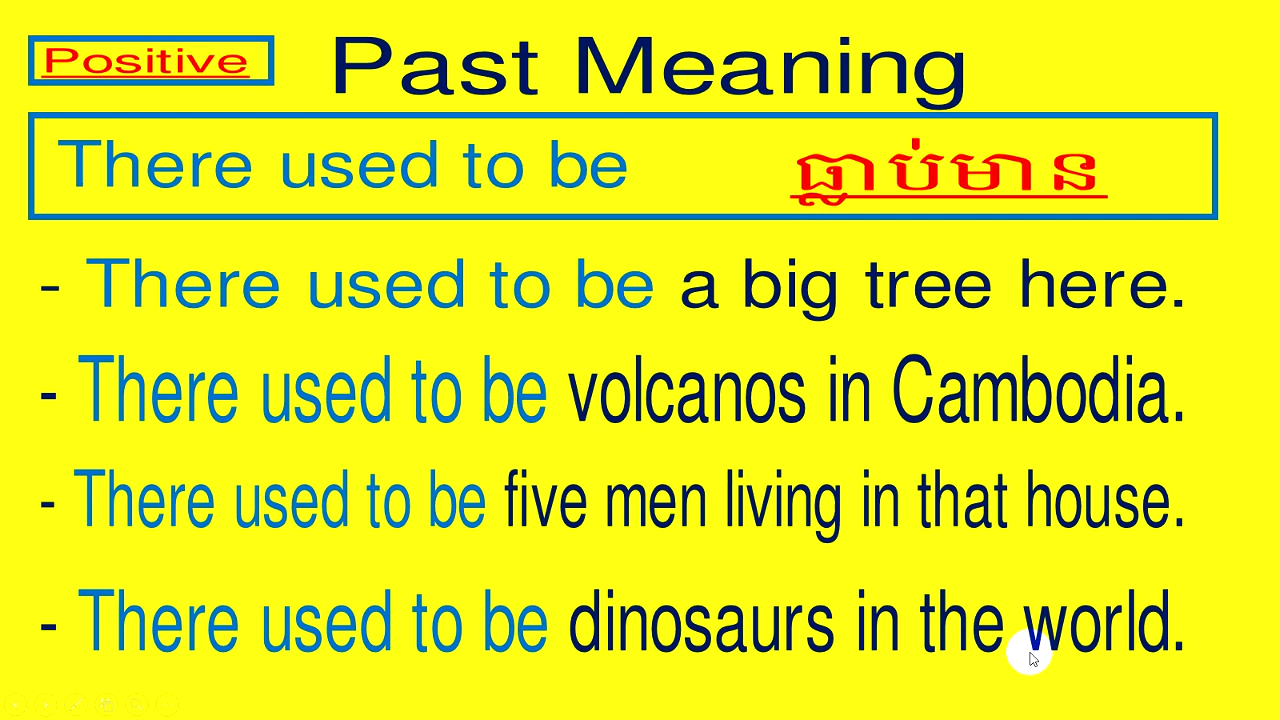 Positive
Past Meaning
There used to be ធ្លាប់មាន
- There used to be a big tree here.
- There used to be volcanos in Cambodia.
- There used to be five men living in that house.
- There used to be dinosaurs in the world.